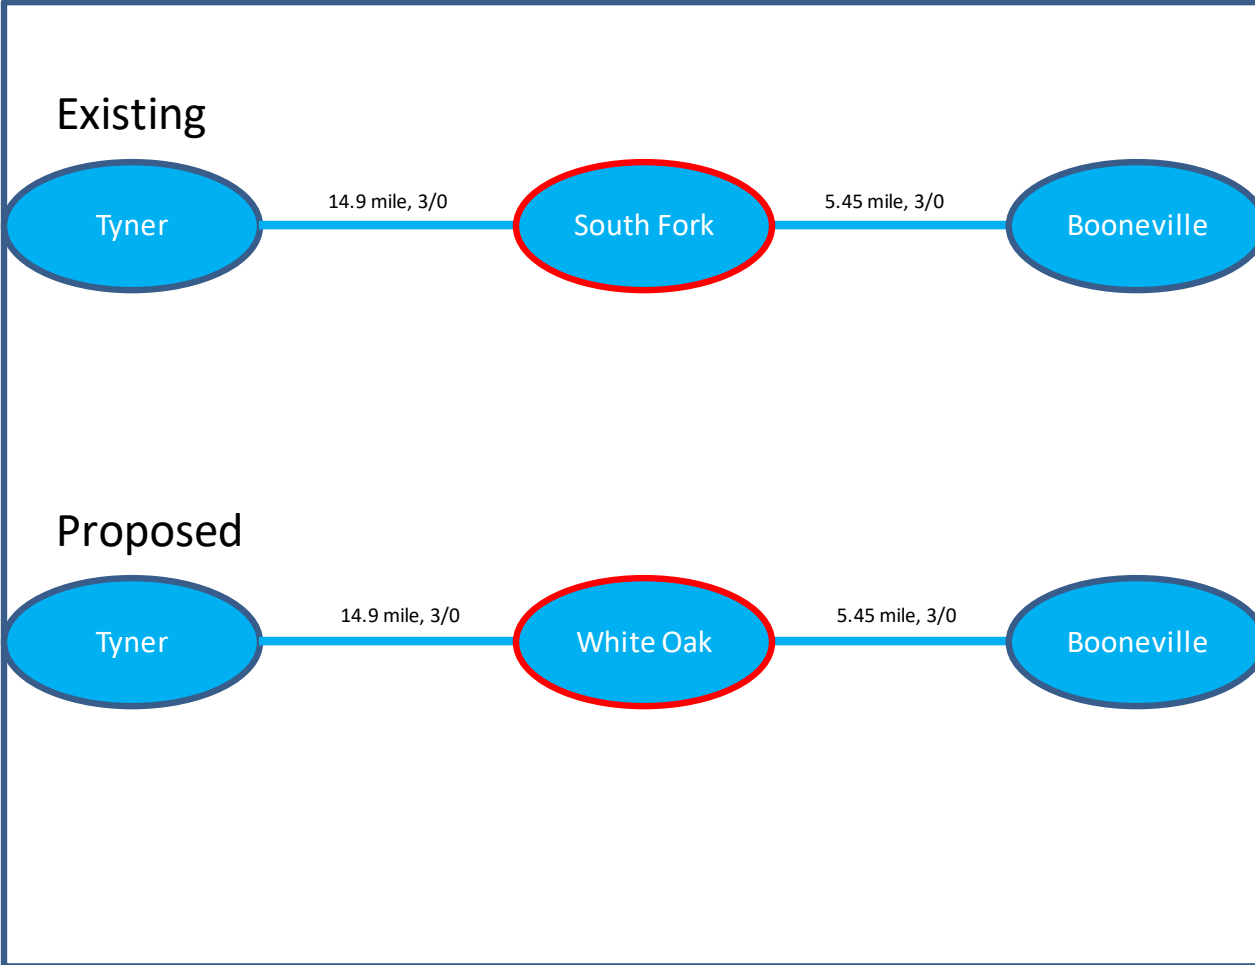 Existing
14.9 mile, 3/0
5.45 mile, 3/0
Tyner
South Fork
Booneville
Proposed
14.9 mile, 3/0
5.45 mile, 3/0
Tyner
White Oak
Booneville